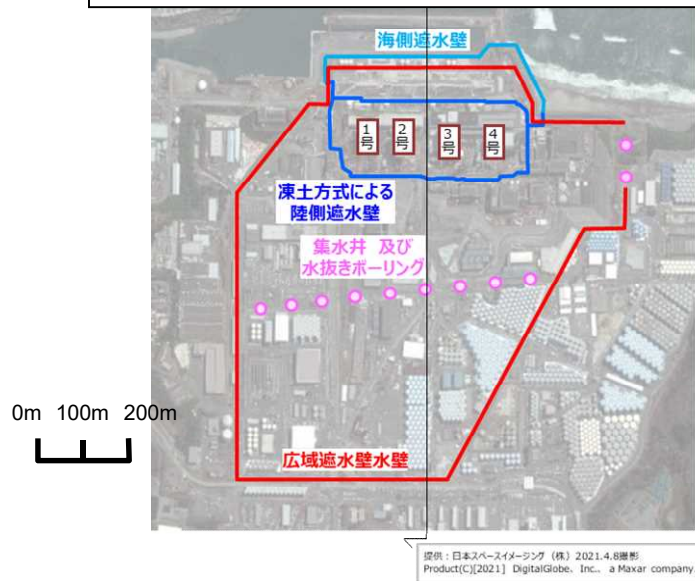 海側遮水壁
1号
2号
3号
4号
凍土方式による
陸側遮水壁
集水井 及び
水抜きボーリング
0m 100m 200m
広域遮水壁水壁
提供：日本スペースイメージング（株）2021.4.8撮影
Product(C)[2021] DigitalGlobe、Inc.、a Maxar company